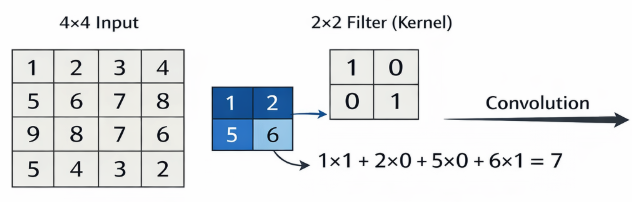 4×4 Input
1 2 3 4
5 6 7 8
9 8 7 6
5 4 3 2
1 2
5 6
2×2 Filter (Kernel)
1 0
0 1
1×1 + 2×0 + 5×0 + 6×1 = 7
Convolution